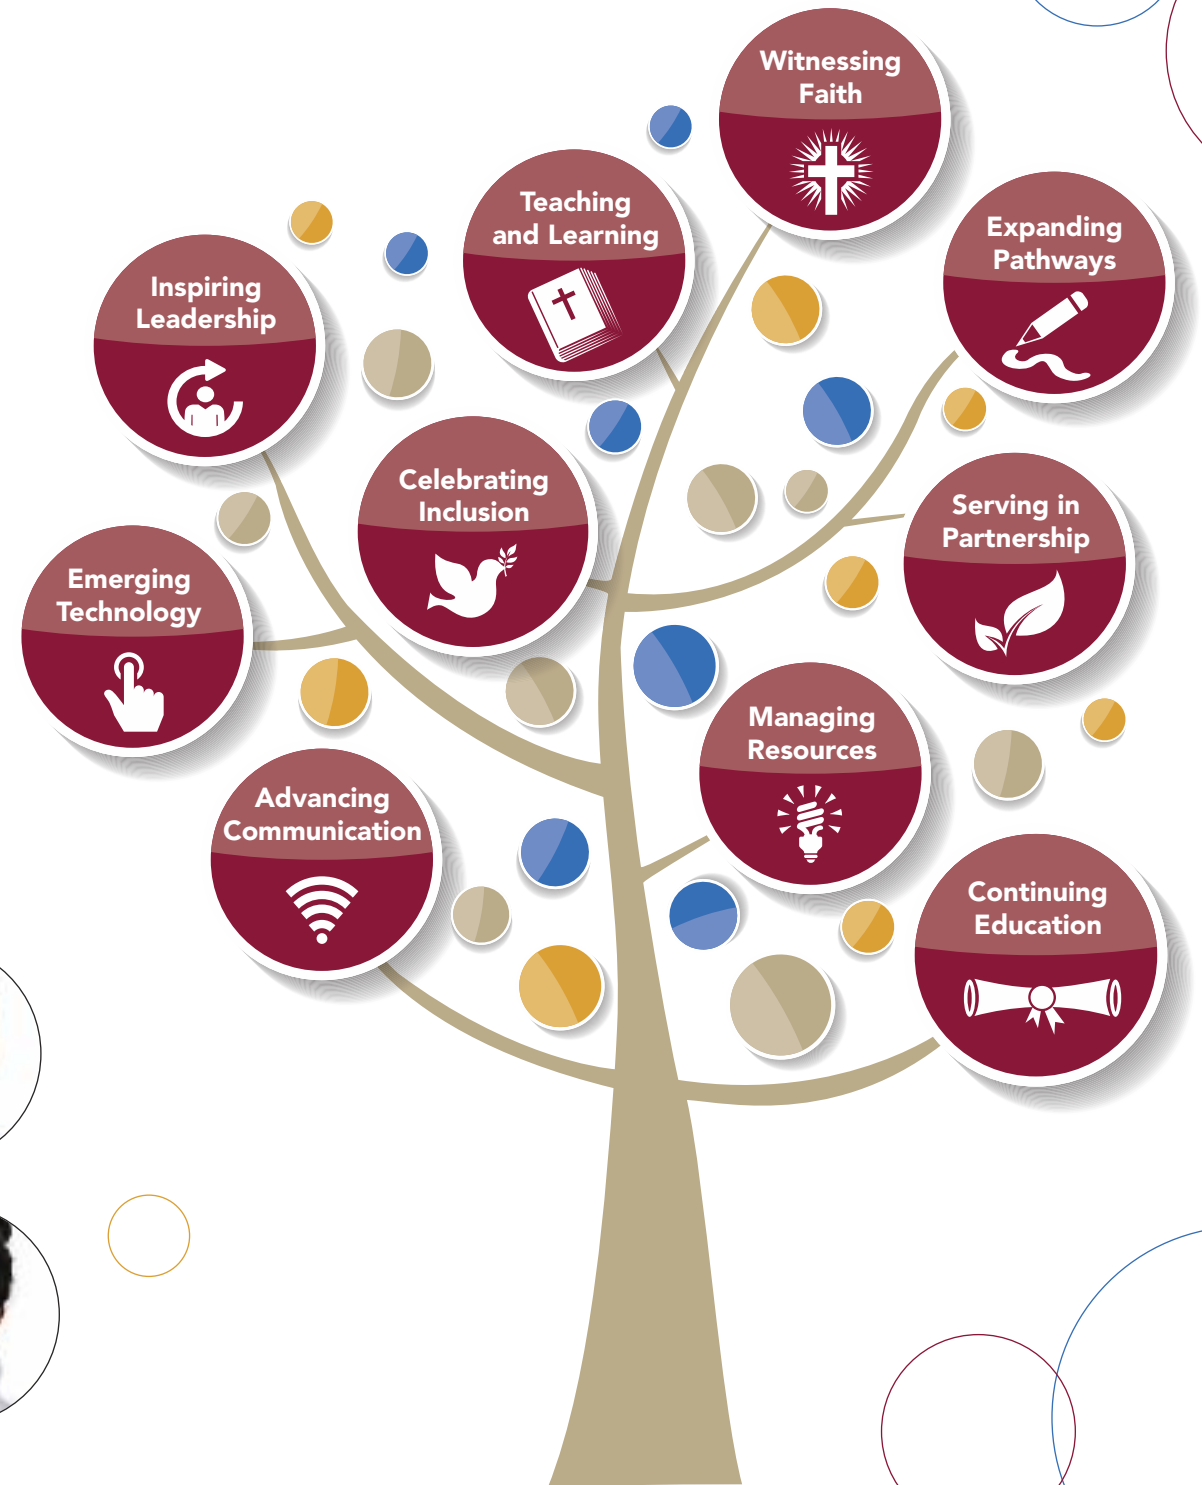 Witnessing
Faith
Teaching
and Learning
Expanding
Pathways
Inspiring
Leadership
Celebrating
Inclusion
Serving in
Partnership
Emerging
Technology
Managing
Resources
Advancing
Communication
Continuing
Education